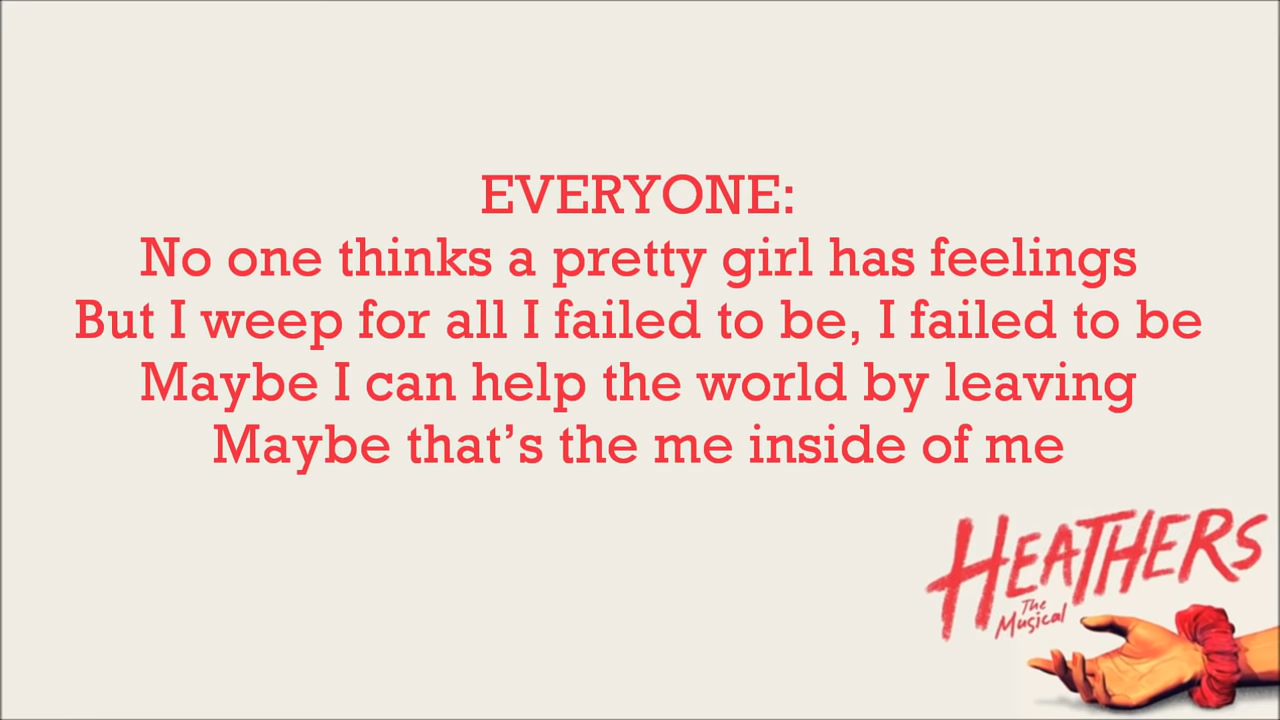 EVERYONE:
No one thinks a pretty girl has feelings
But I weep for all I failed to be, I failed to be
Maybe I can help the world by leaving
Maybe that’s the me inside of me
HEATHERS
The
Musical